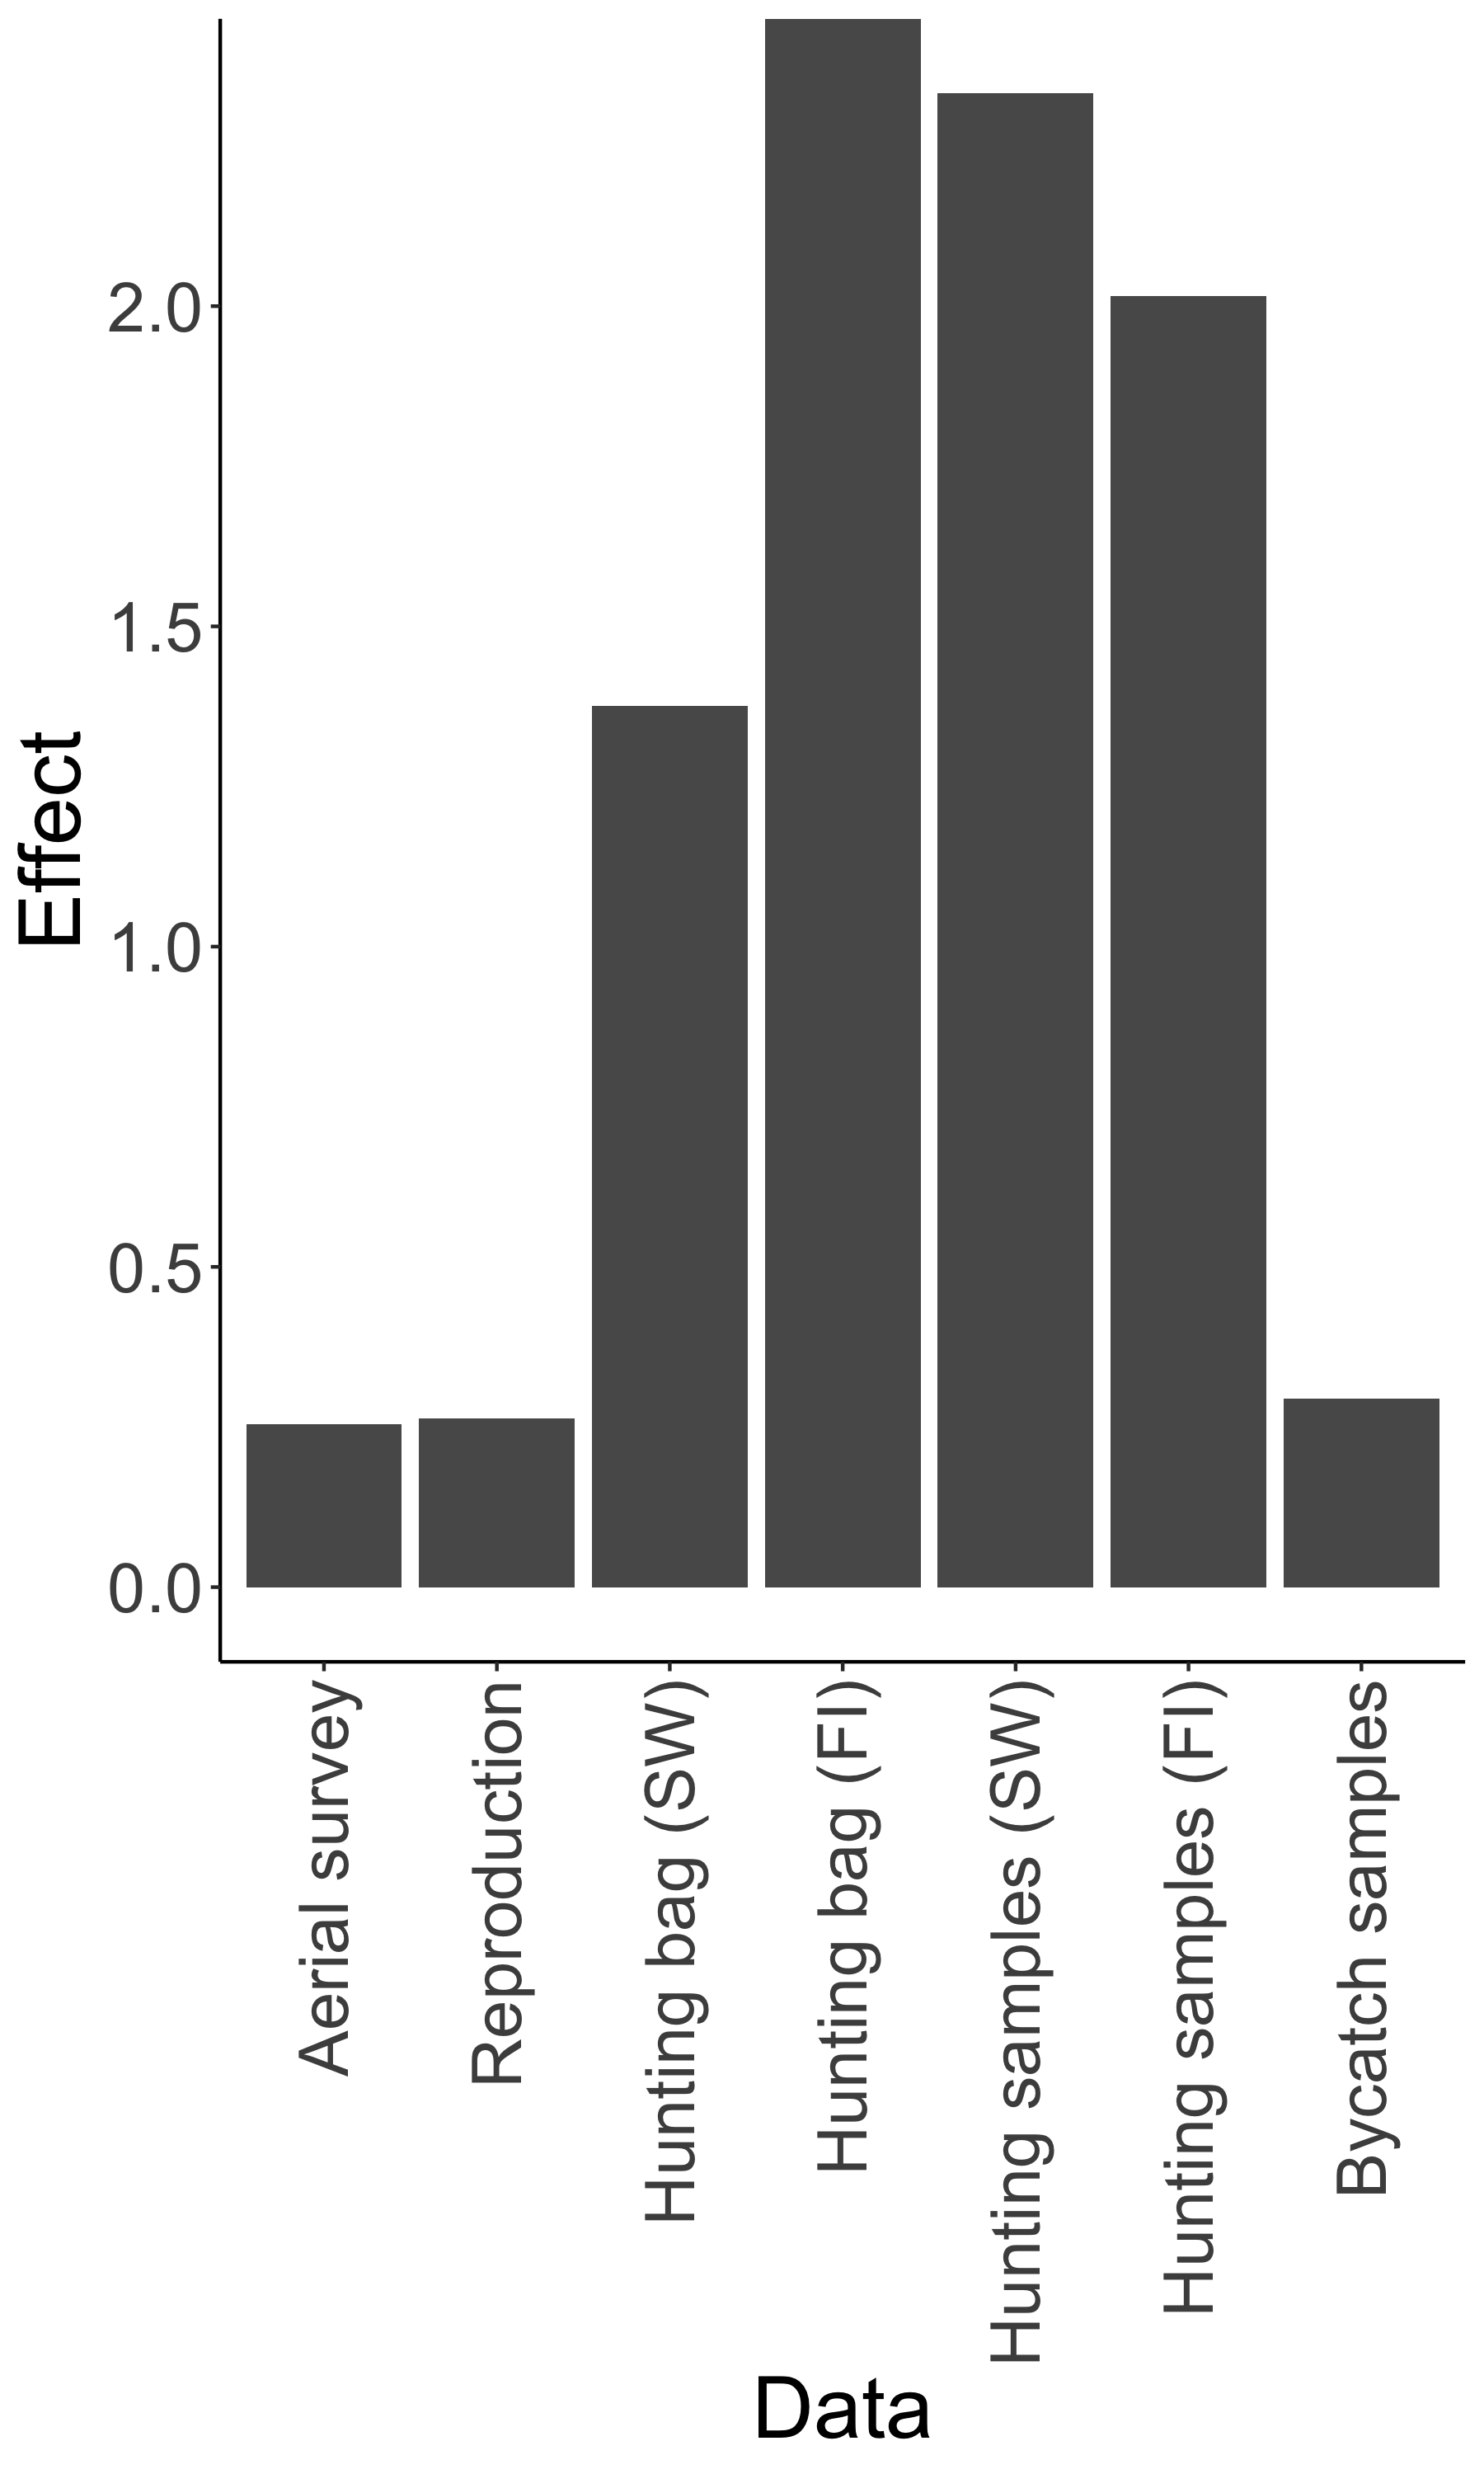 Effect
2.0
1.5
1.0
0.5
0.0
Aerial survey
Reproduction
Hunting bag (SW)
Hunting bag (FI)
Hunting samples (SW)
Hunting samples (FI)
Bycatch samples
Data